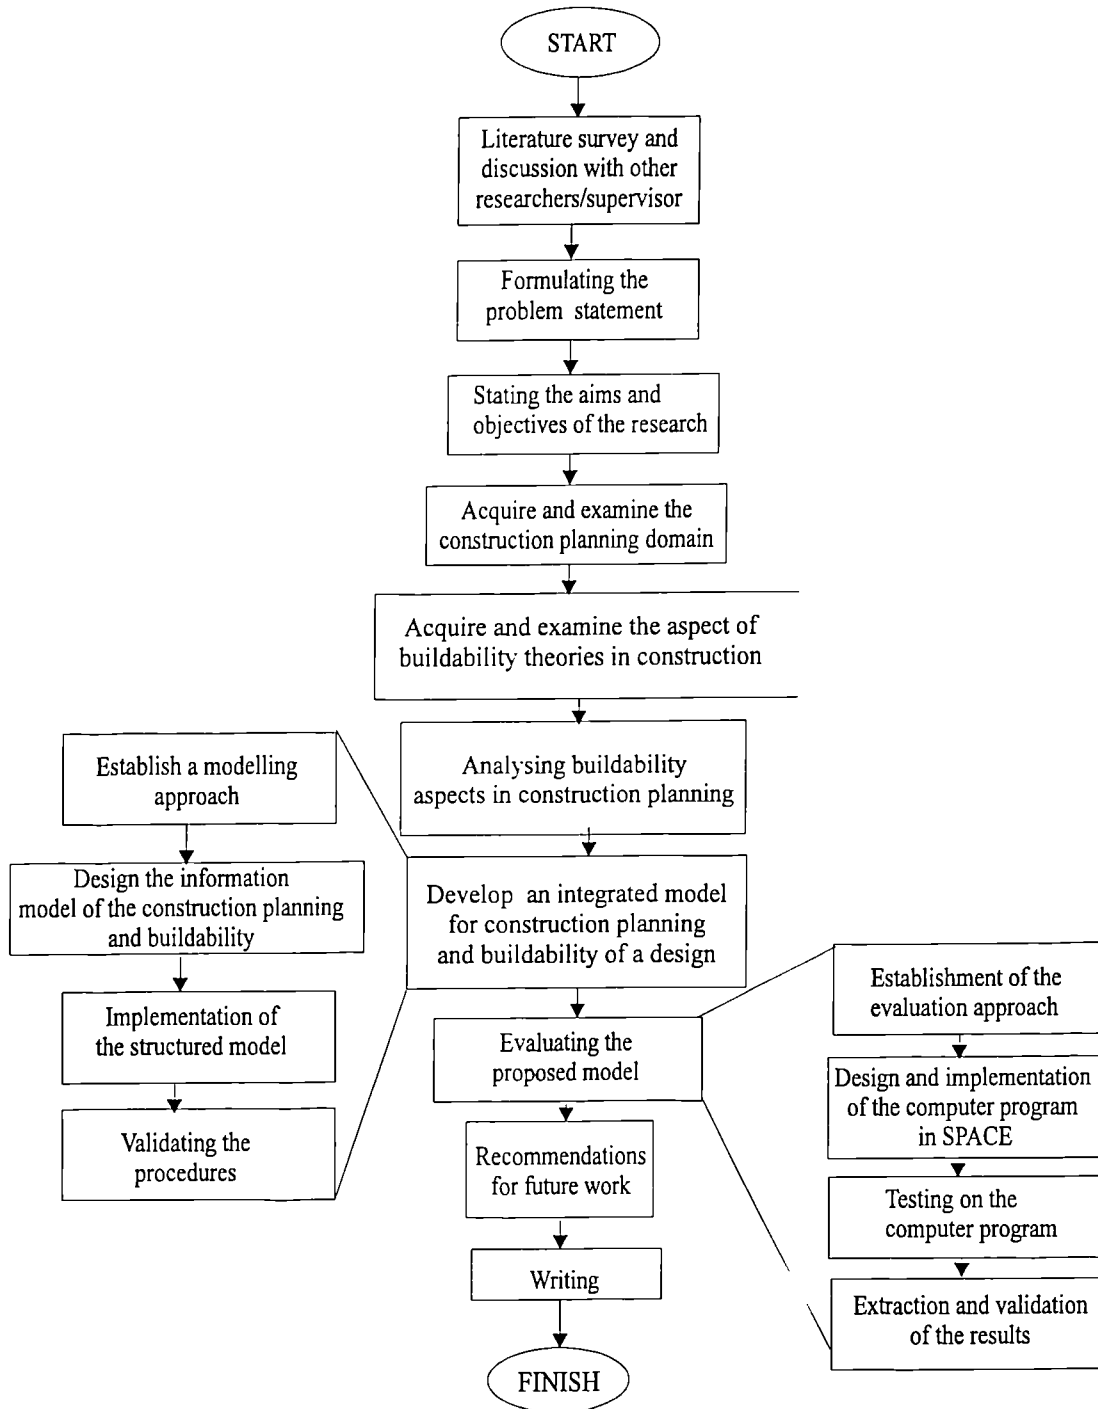 START
Literature survey and
discussion with other
researchers/supervisor
Formulating the
problem statement
Stating the aims and
objectives of the research
Acquire and examine the
construction planning domain
Acquire and examine the aspect of
buildability theories in construction
Analysing buildability
aspects in construction planning
Develop an integrated model
for construction planning
and buildability of a design
Establish a modelling
approach
Design the information
model of the construction planning
and buildability
Implementation of
the structured model
Validating the
procedures
Evaluating the
proposed model
Establishment of the
evaluation approach
Design and implementation
of the computer program
in SPACE
Testing on the
computer program
Extraction and validation
of the results
Recommendations
for future work
Writing
FINISH